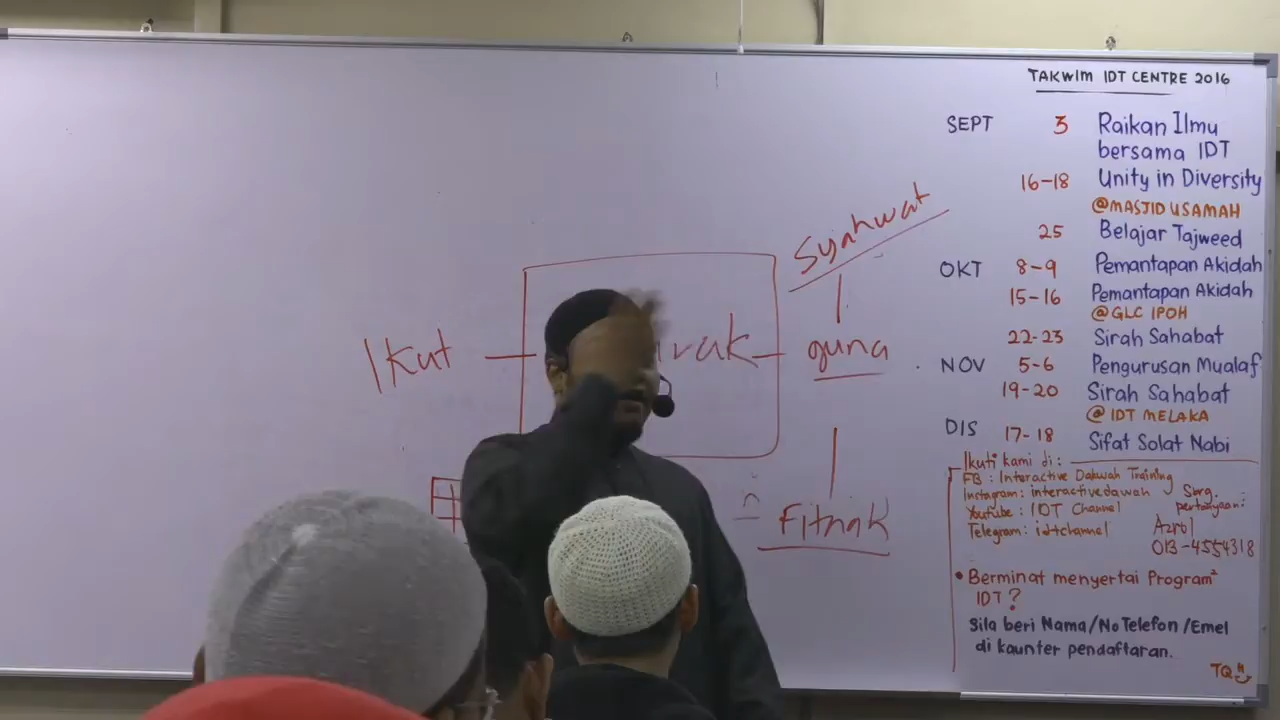 TAKWIM IDT CENTRE 2016
SEPT 3 Raikan Ilmu
bersama IDT
16-18 Unity in Diversity
@MASJID USAMAH
25 Belajar Tajweed
OKT 8-9 Pemantapan Akidah
15-16 Pemantapan Akidah
@GLC IPOH
22-23 Sirah Sahabat
NOV 5-6 Pengurusan Mualaf
19-20 Sirah Sahabat
@IDT MELAKA
DIS 17-18 Sifat Solat Nabi
Ikuti kami di:
FB: Interactive Dakwah Training
Instagram: interactivedawah
Youtube: IDT Channel
Telegram: idtchannel
Sbrg.
pertanyaan:
Azrol
013-4554318
• Berminat menyertai Program²
IDT?
Sila beri Nama/No Telefon/Emel
di kaunter pendaftaran.
TQ
Syahwat
Ikut
guna
Fitnah